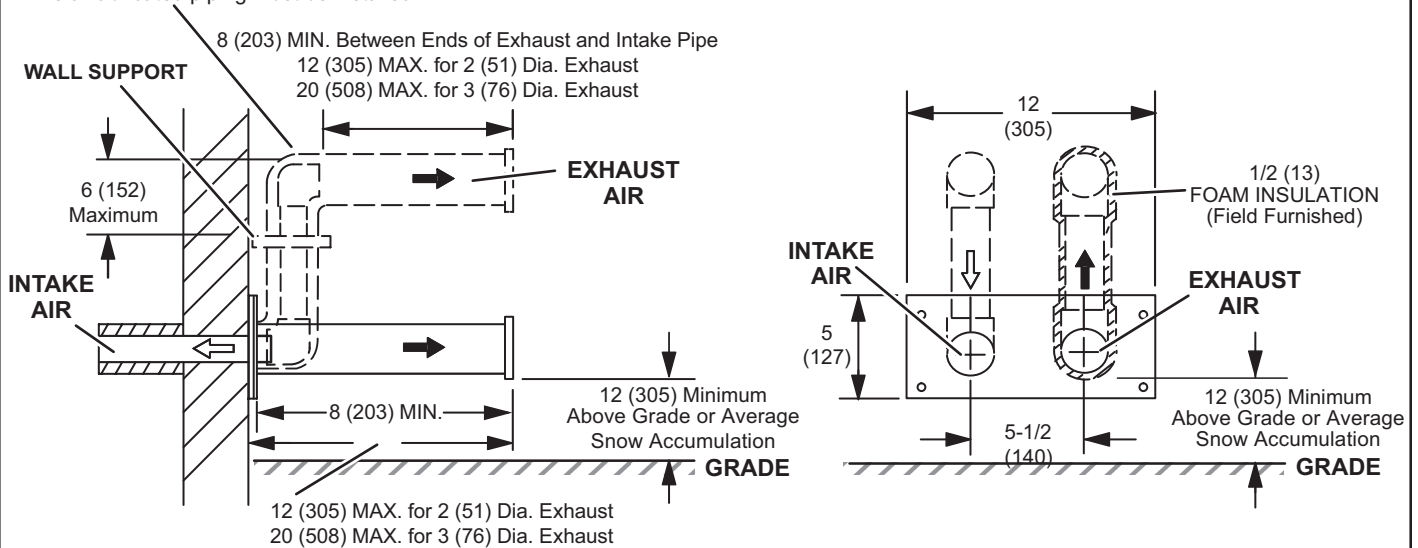 8 (203) MIN. Between Ends of Exhaust and Intake Pipe
12 (305) MAX. for 2 (51) Dia. Exhaust
20 (508) MAX. for 3 (76) Dia. Exhaust
WALL SUPPORT
6 (152)
Maximum
EXHAUST
AIR
INTAKE
AIR
8 (203) MIN.
12 (305) Minimum
Above Grade or Average
Snow Accumulation
GRADE
12 (305) MAX. for 2 (51) Dia. Exhaust
20 (508) MAX. for 3 (76) Dia. Exhaust
12
(305)
1/2 (13)
FOAM INSULATION
(Field Furnished)
INTAKE
AIR
EXHAUST
AIR
5
(127)
5-1/2
(140)
12 (305) Minimum
Above Grade or Average
Snow Accumulation
GRADE